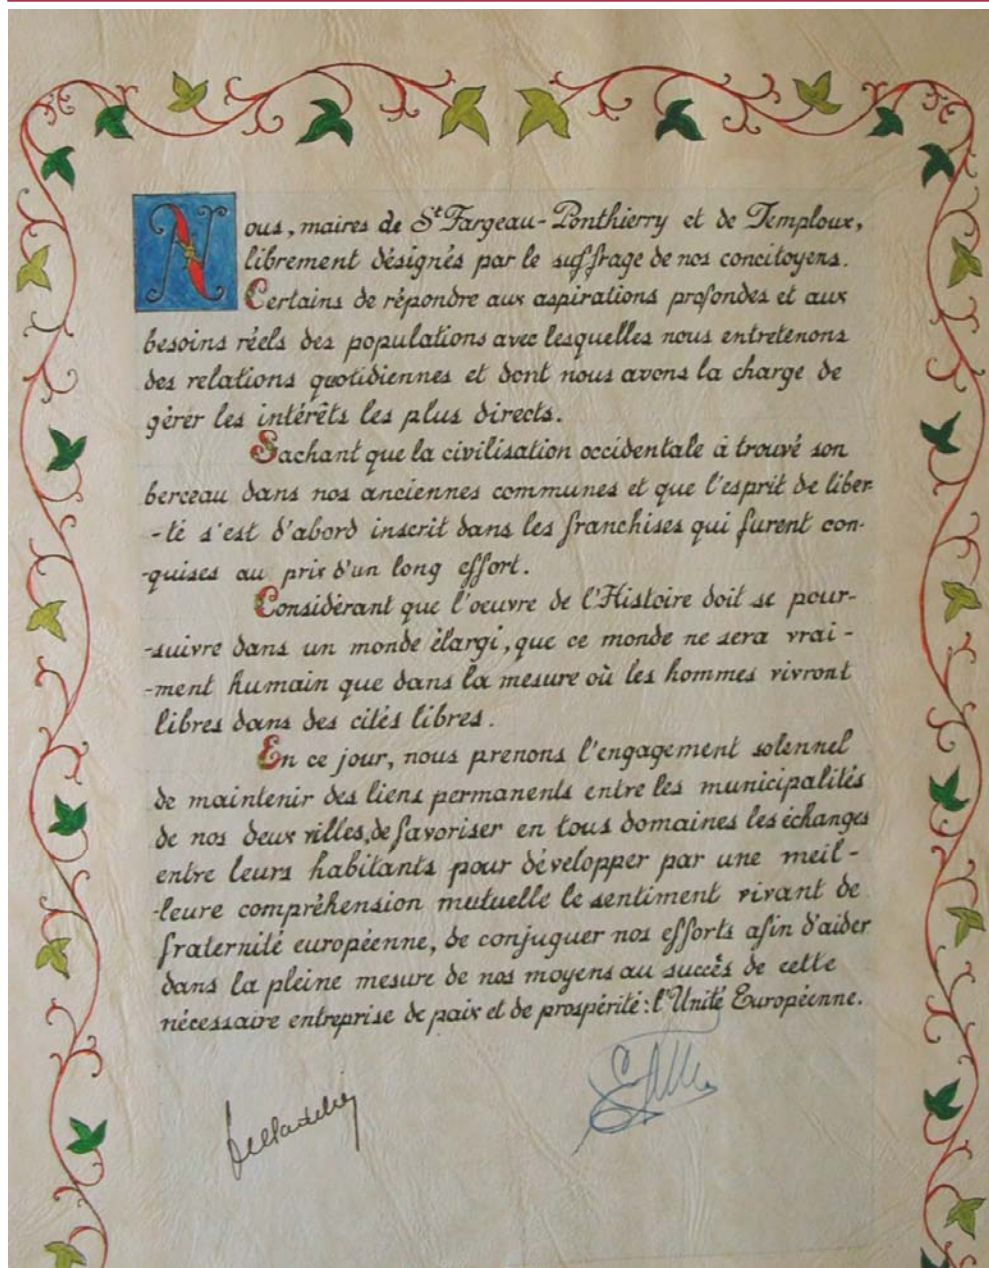 Nous, maires de St Fargeau-Ponthierry et de Temploux,
librement désignés par le suffrage de nos concitoyens.
Certains de répondre aux aspirations profondes et aux
besoins réels des populations avec lesquelles nous entretenons
des relations quotidiennes et dont nous avons la charge de
gérer les intérêts les plus directs.
Sachant que la civilisation occidentale à trouvé son
berceau dans nos anciennes communes et que l'esprit de liber-
-té s'est d'abord inscrit dans les franchises qui furent con-
-quises au prix d'un long effort.
Considérant que l'oeuvre de l'Histoire doit se pour-
-suivre dans un monde élargi, que ce monde ne sera vrai-
-ment humain que dans la mesure où les hommes vivront
libres dans des cités libres.
En ce jour, nous prenons l'engagement solennel
de maintenir des liens permanents entre les municipalités
de nos deux villes, de favoriser en tous domaines les échanges
entre leurs habitants pour développer par une meil-
-leure compréhension mutuelle le sentiment vivant de
fraternité européenne, de conjuguer nos efforts afin d'aider
dans la pleine mesure de nos moyens au succès de cette
nécessaire entreprise de paix et de prospérité: l'Unité Européenne.